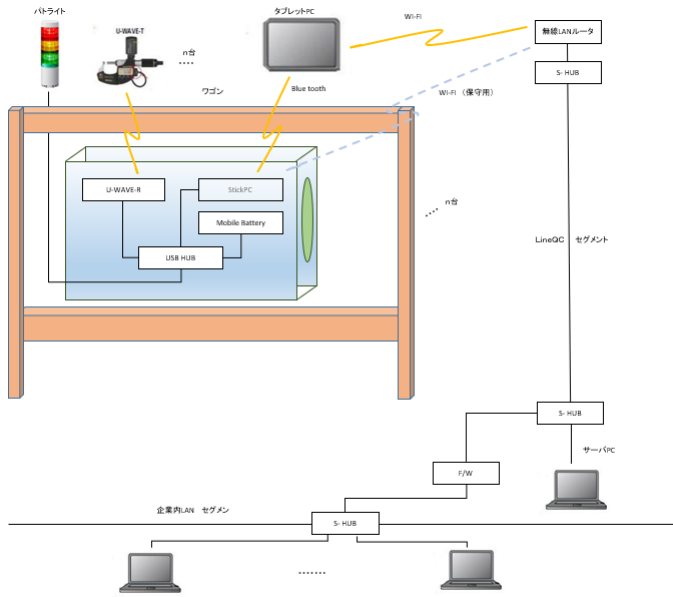 パトライト
U-WAVE-T
n台
タブレットPC
WI-FI
無線LANルータ
S- HUB
ワゴン
Blue tooth
WI-FI （保守用）
U-WAVE-R
StickPC
Mobile Battery
USB HUB
n台
LineQC セグメント
S- HUB
サーバPC
F/W
企業内LAN セグメン
S- HUB